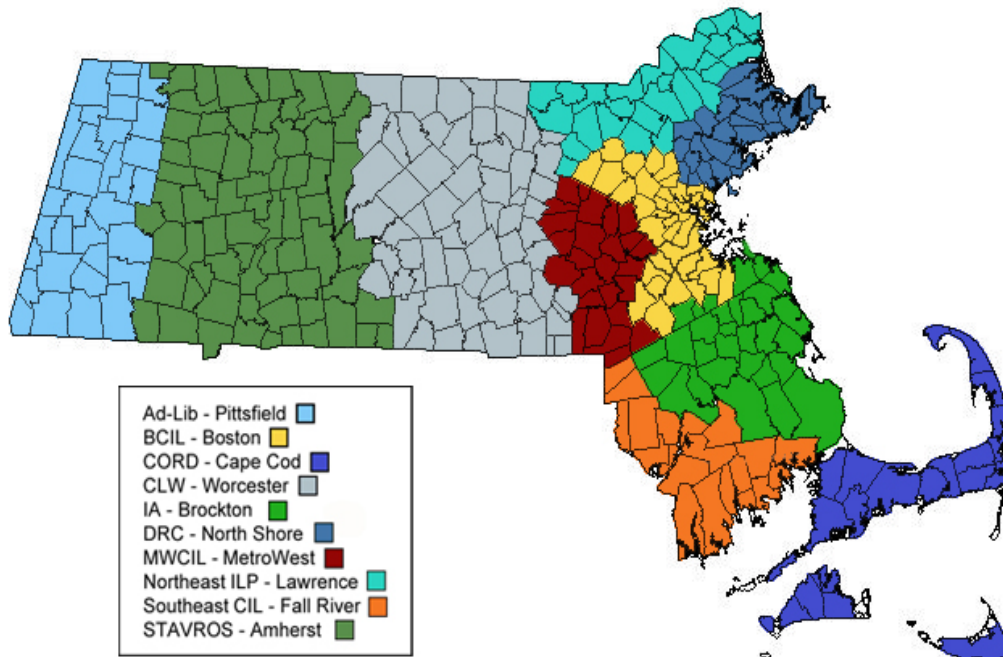 Ad-Lib - Pittsfield
BCIL - Boston
CORD - Cape Cod
CLW - Worcester
IA - Brockton
DRC - North Shore
MWCIL - MetroWest
Northeast ILP - Lawrence
Southeast CIL - Fall River
STAVROS - Amherst